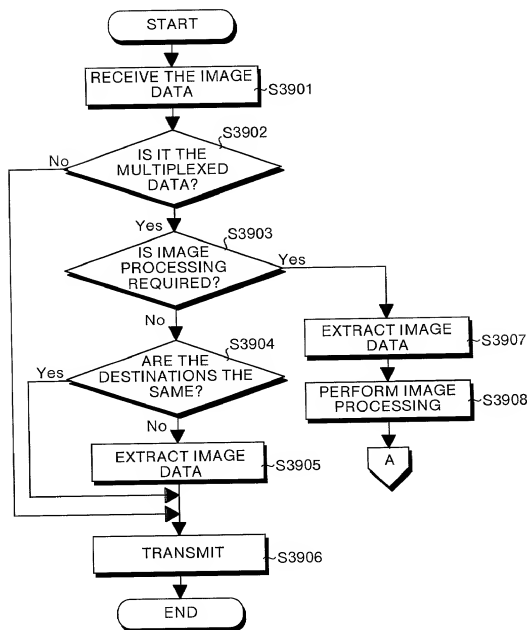 START
RECEIVE THE IMAGE
DATA
S3901
S3902
No
IS IT THE
MULTIPLEXED
DATA?
Yes
S3903
IS IMAGE
PROCESSING
REQUIRED?
Yes
No
S3904
EXTRACT IMAGE
DATA
S3907
Yes
ARE THE
DESTINATIONS THE
SAME?
PERFORM IMAGE
PROCESSING
S3908
No
A
EXTRACT IMAGE
DATA
S3905
TRANSMIT
S3906
END